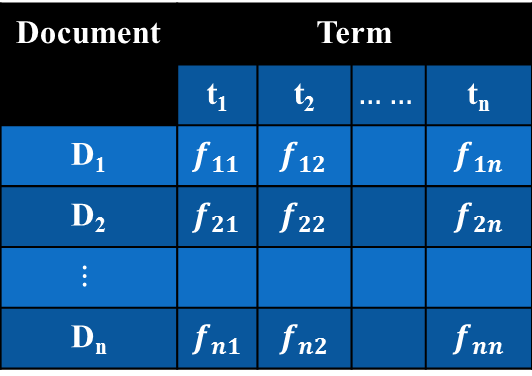 Document Term
t₁ t₂ ... ... tₙ
D₁ f₁₁ f₁₂ f₁ₙ
D₂ f₂₁ f₂₂ f₂ₙ
⋮
Dₙ fₙ₁ fₙ₂ fₙₙ